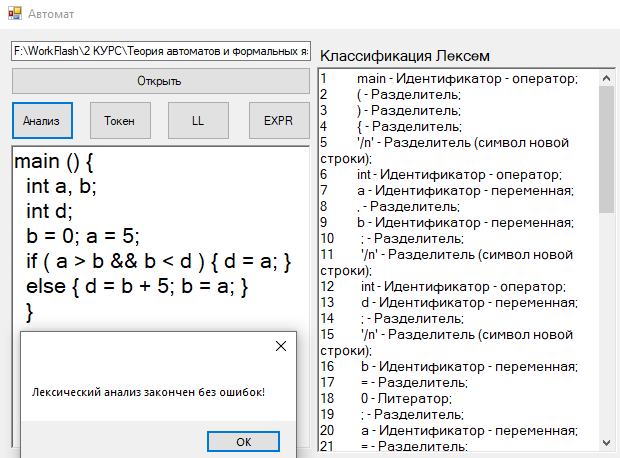 Автомат
F:\WorkFlash\2 КУРС\Теория автоматов и формальных я
Открыть
Анализ
Токен
LL
EXPR
main () {
int a, b;
int d;
b = 0; a = 5;
if ( a > b && b < d ) { d = a; }
else { d = b + 5; b = a; }
}
Лексический анализ закончен без ошибок!
OK
Классификация Лексем
1 main - Идентификатор - оператор;
2 ( - Разделитель;
3 ) - Разделитель;
4 { - Разделитель;
5 '/n' - Разделитель (символ новой
строки);
6 int - Идентификатор - оператор;
7 a - Идентификатор - переменная;
8 , - Разделитель;
9 b - Идентификатор - переменная;
10 ; - Разделитель;
11 '/n' - Разделитель (символ новой
строки);
12 int - Идентификатор - оператор;
13 d - Идентификатор - переменная;
14 ; - Разделитель;
15 '/n' - Разделитель (символ новой
строки);
16 b - Идентификатор - переменная;
17 = - Разделитель;
18 0 - Литератор;
19 ; - Разделитель;
20 a - Идентификатор - переменная;
21 = - Разделитель;